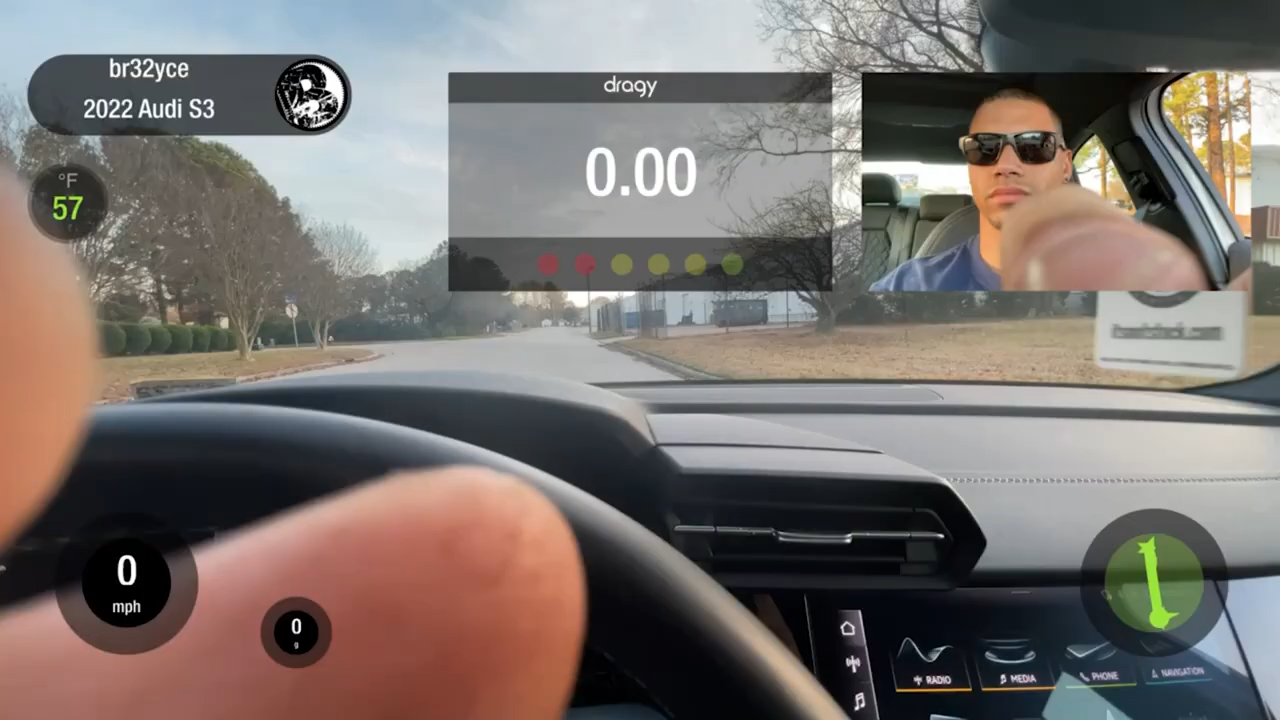 br32yce
2022 Audi S3
dragy
0.00
°F
57
0
mph
0
g
RADIO
MEDIA
PHONE
NAVIGATION